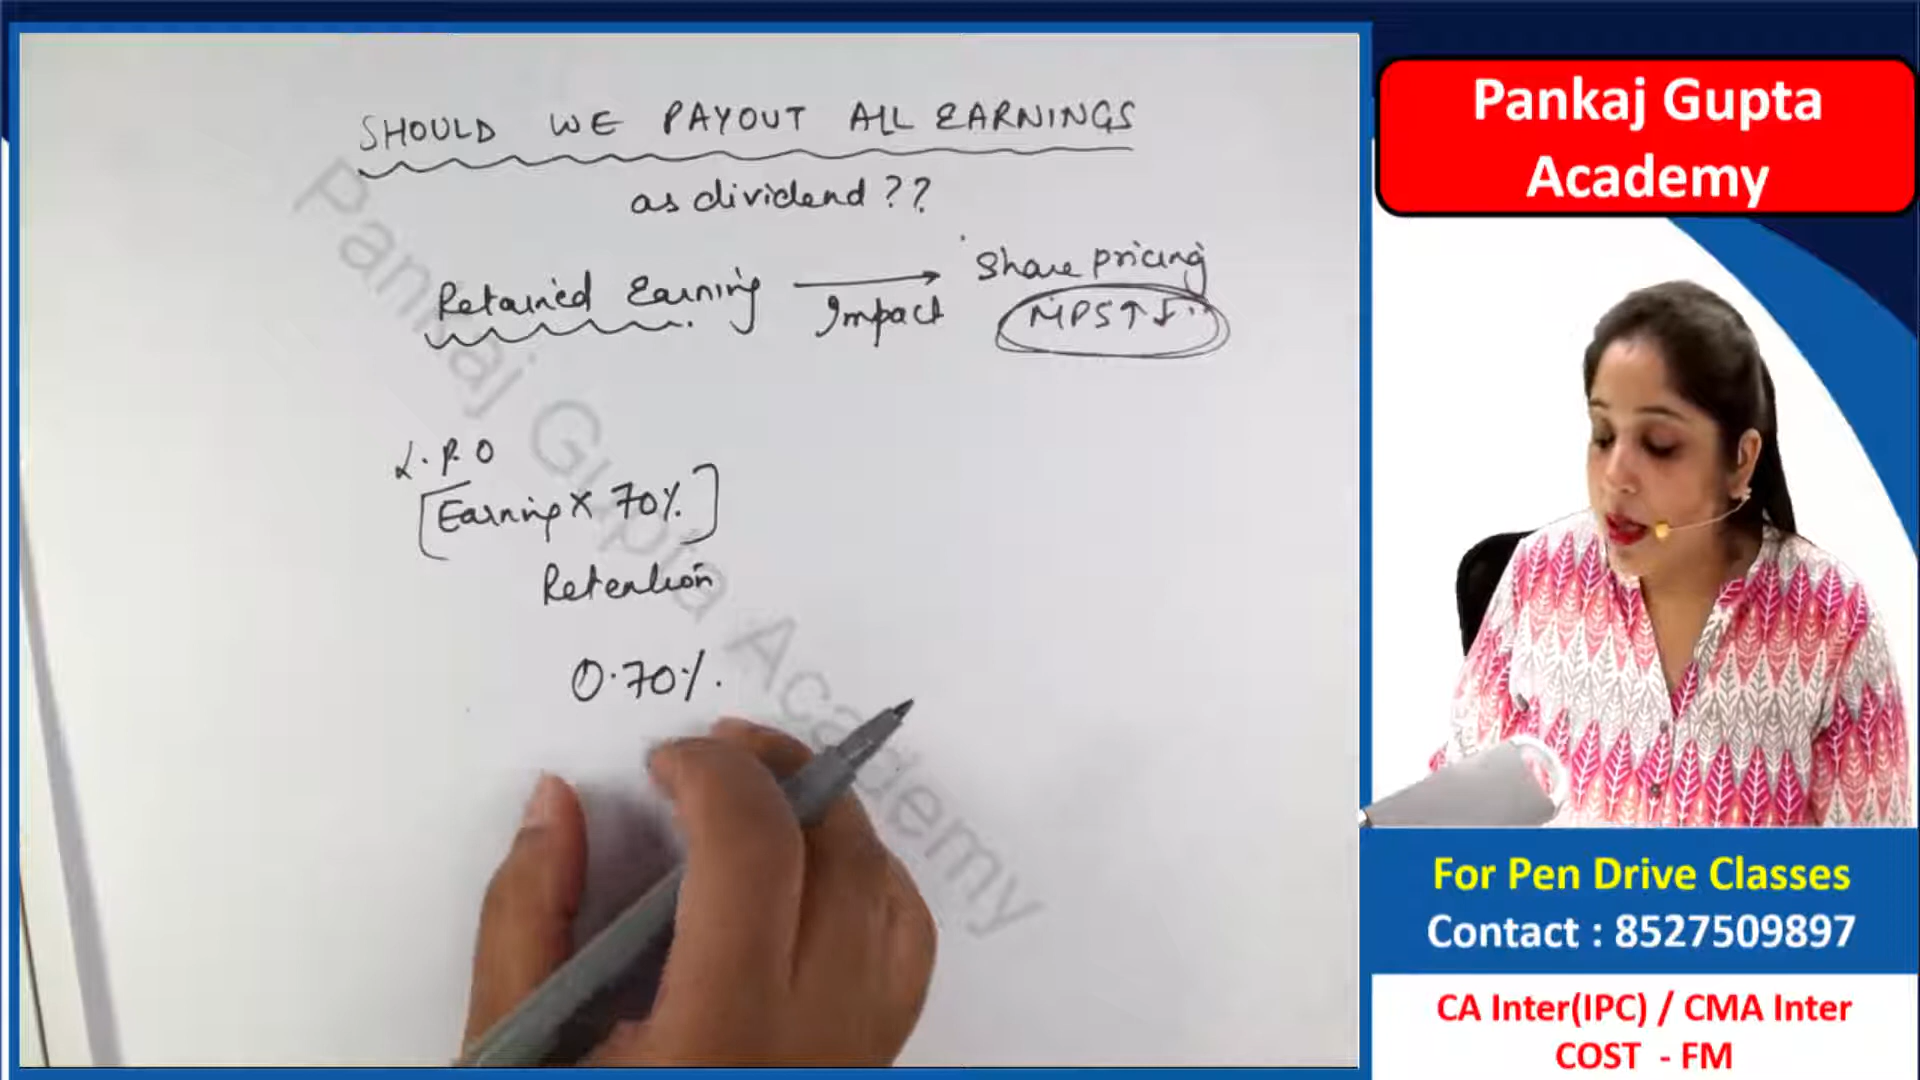 SHOULD WE PAYOUT ALL EARNINGS
as dividend ??
Retained Earning
Impact
Share pricing
MPS↑↓
[Earning × 70%]
Retention
0.70%.
Pankaj Gupta Academy
Pankaj Gupta
Academy
For Pen Drive Classes
Contact : 8527509897
CA Inter(IPC) / CMA Inter
COST - FM